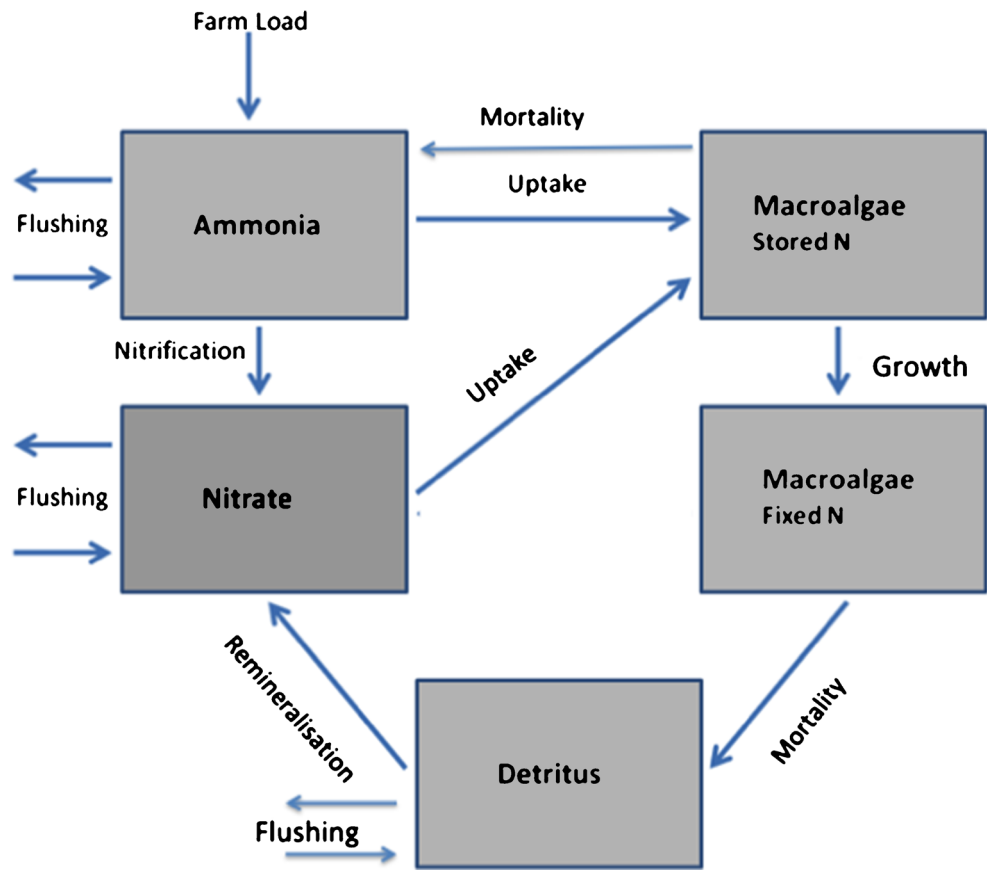 Farm Load
Mortality
Uptake
Flushing
Ammonia
Macroalgae
Stored N
Nitrification
Uptake
Growth
Flushing
Nitrate
Macroalgae
Fixed N
Remineralisation
Mortality
Detritus
Flushing